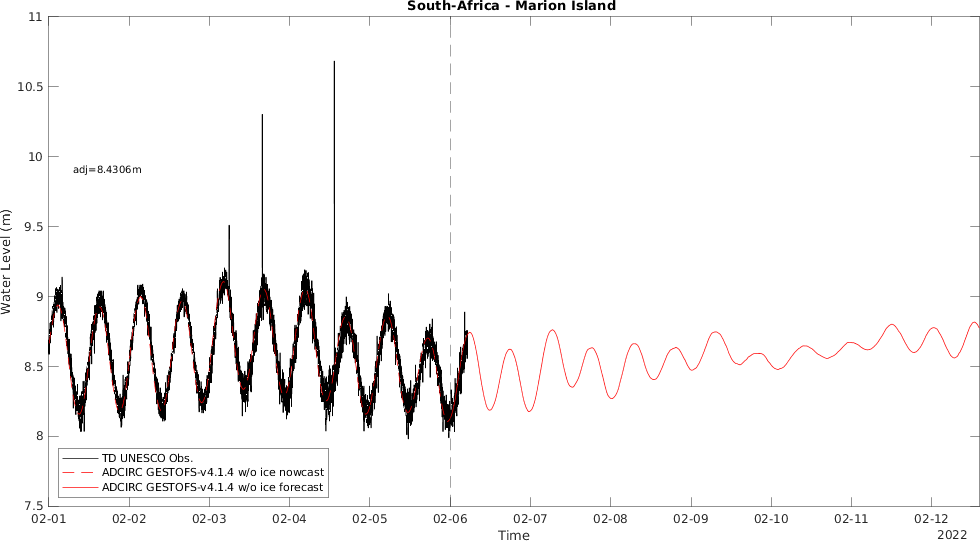 South-Africa - Marion Island
11
10.5
10
9.5
9
8.5
8
7.5
Water Level (m)
adj=8.4306m
TD UNESCO Obs.
ADCIRC GESTOFS-v4.1.4 w/o ice nowcast
ADCIRC GESTOFS-v4.1.4 w/o ice forecast
02-01 02-02 02-03 02-04 02-05 02-06 02-07 02-08 02-09 02-10 02-11 02-12
Time
2022